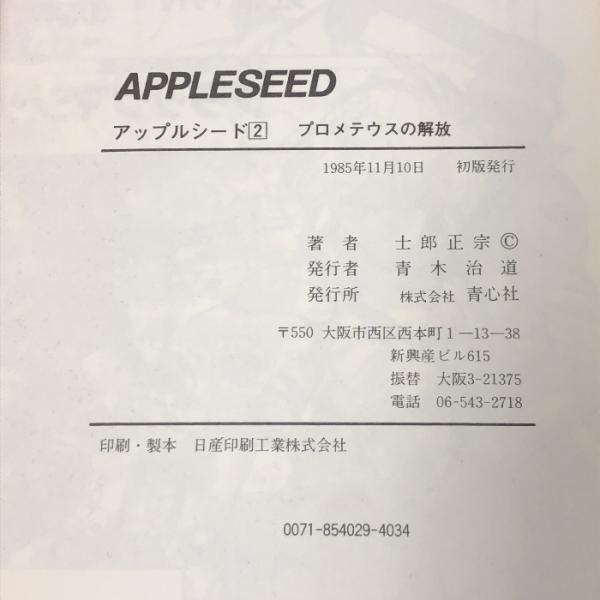 APPLESEED
アップルシード2 プロメテウスの解放
1985年11月10日 初版発行
著者 士郎正宗©
発行者 青木治道
発行所 株式会社 青心社
〒550 大阪市西区西本町1―13―38
新興産ビル615
振替 大阪3-21375
電話 06-543-2718
印刷・製本 日産印刷工業株式会社
0071-854029-4034